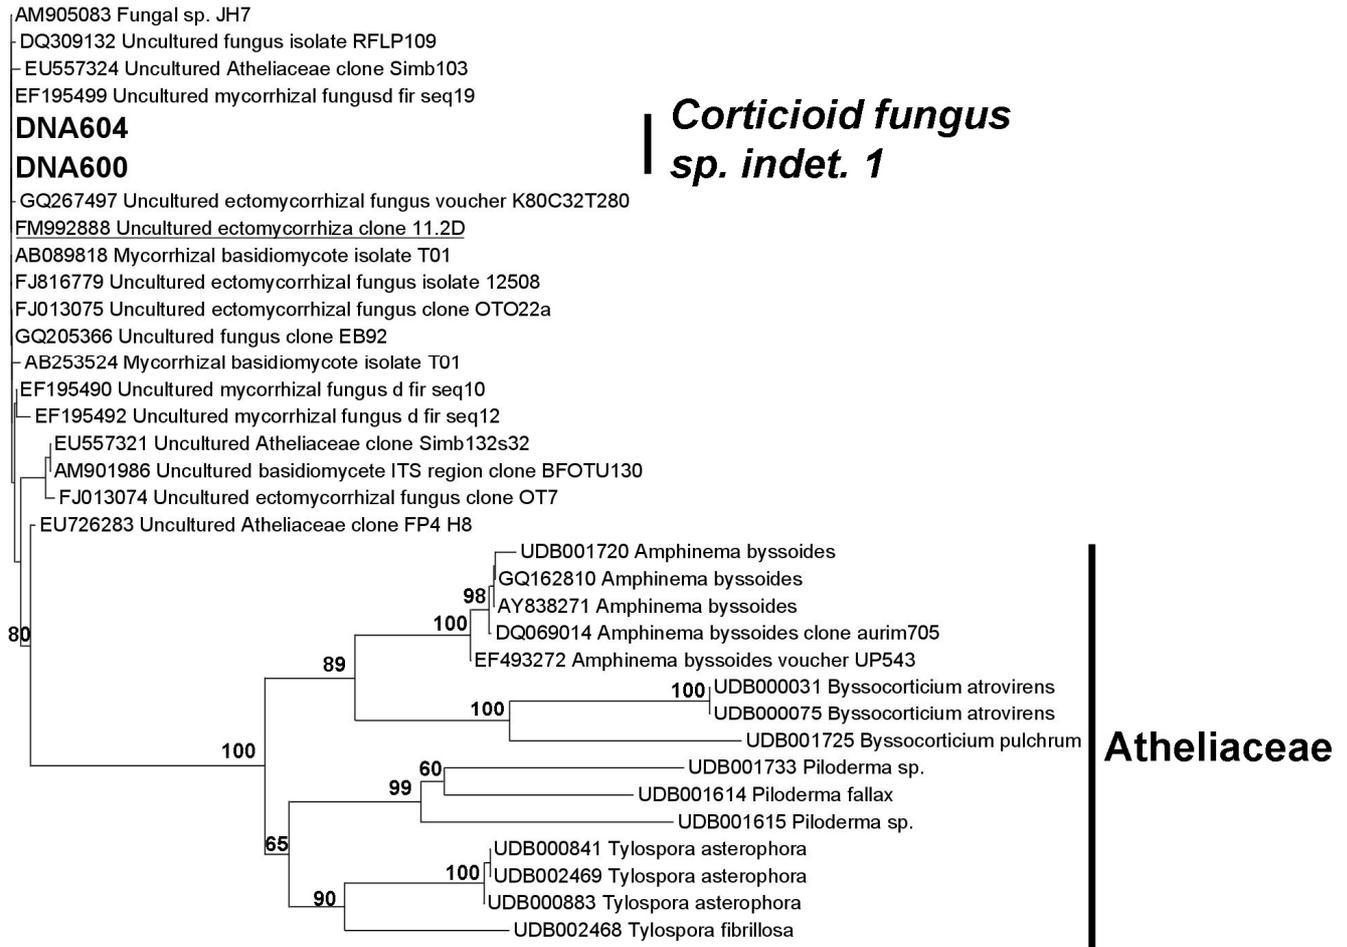 AM905083 Fungal sp. JH7
DQ309132 Uncultured fungus isolate RFLP109
EU557324 Uncultured Atheliaceae clone Simb103
EF195499 Uncultured mycorrhizal fungusd fir seq19
DNA604
DNA600
Corticioid fungus
sp. indet. 1
GQ267497 Uncultured ectomycorrhizal fungus voucher K80C32T280
FM992888 Uncultured ectomycorrhiza clone 11.2D
AB089818 Mycorrhizal basidiomycote isolate T01
FJ816779 Uncultured ectomycorrhizal fungus isolate 12508
FJ013075 Uncultured ectomycorrhizal fungus clone OTO22a
GQ205366 Uncultured fungus clone EB92
AB253524 Mycorrhizal basidiomycote isolate T01
EF195490 Uncultured mycorrhizal fungus d fir seq10
EF195492 Uncultured mycorrhizal fungus d fir seq12
EU557321 Uncultured Atheliaceae clone Simb132s32
AM901986 Uncultured basidiomycete ITS region clone BFOTU130
FJ013074 Uncultured ectomycorrhizal fungus clone OT7
EU726283 Uncultured Atheliaceae clone FP4 H8
UDB001720 Amphinema byssoides
GQ162810 Amphinema byssoides
98
AY838271 Amphinema byssoides
100
DQ069014 Amphinema byssoides clone aurim705
80
EF493272 Amphinema byssoides voucher UP543
89
100
UDB000031 Byssocorticium atrovirens
100
UDB000075 Byssocorticium atrovirens
UDB001725 Byssocorticium pulchrum
Atheliaceae
100
60
UDB001733 Piloderma sp.
99
UDB001614 Piloderma fallax
UDB001615 Piloderma sp.
65
UDB000841 Tylospora asterophora
100
UDB002469 Tylospora asterophora
90
UDB000883 Tylospora asterophora
UDB002468 Tylospora fibrillosa